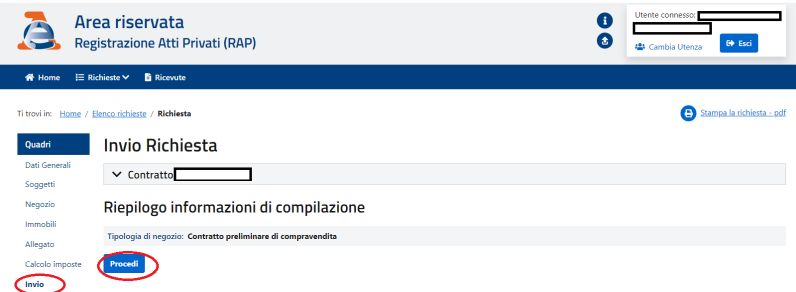 Area riservata
Registrazione Atti Privati (RAP)
Utente connesso:
Cambia Utenza
Esci
Home
Richieste
Ricevute
Ti trovi in: Home / Elenco richieste / Richiesta
Stampa la richiesta - pdf
Quadri
Dati Generali
Soggetti
Negozio
Immobili
Allegato
Calcolo imposte
Invio
Invio Richiesta
Contratto
Riepilogo informazioni di compilazione
Tipologia di negozio: Contratto preliminare di compravendita
Procedi